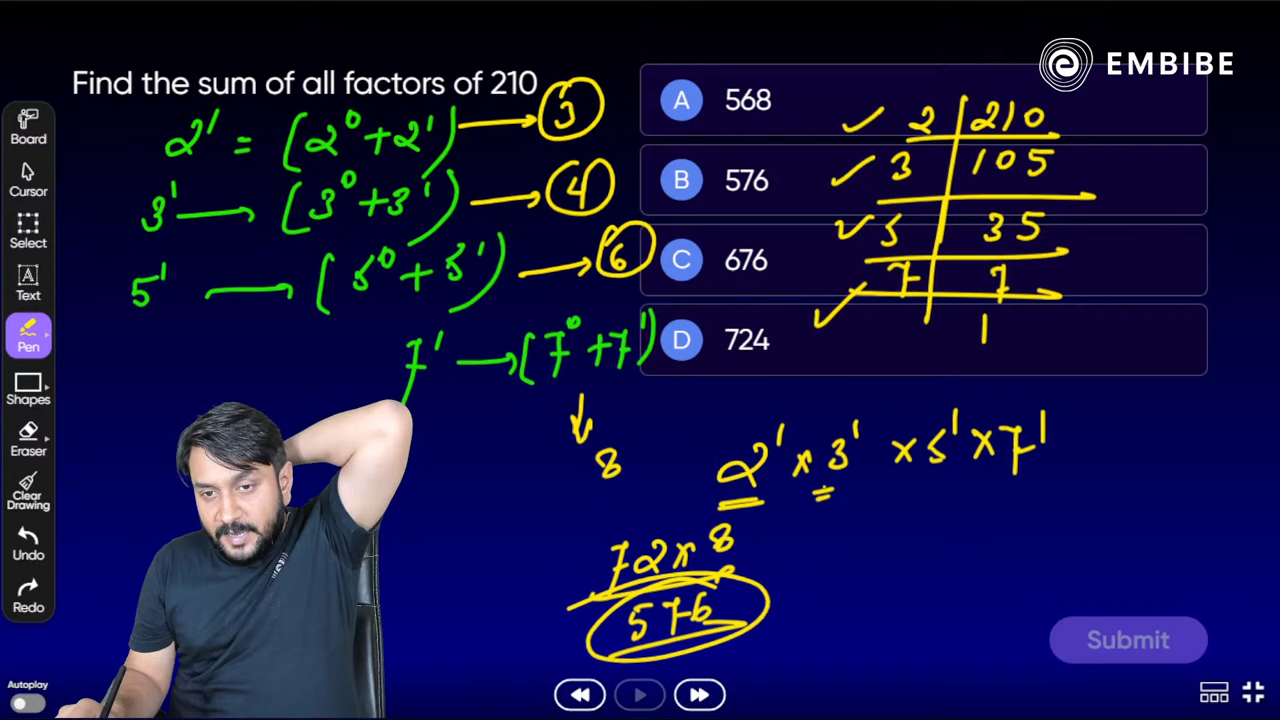 EMBIBE
Find the sum of all factors of 210
2¹ = (2⁰ + 2¹) → 3
3¹ → (3⁰ + 3¹) → 4
5¹ → (5⁰ + 5¹) → 6
7¹ → (7⁰ + 7¹)
↓
8
A 568
B 576
C 676
D 724
✓ 2 | 210
✓ 3 | 105
✓ 5 | 35
✓ 7 | 7
1
2¹ × 3¹ × 5¹ × 7¹
72 × 8
576
Board
Cursor
Select
A
Text
Pen
Shapes
Eraser
Clear
Drawing
Undo
Redo
Autoplay
Submit